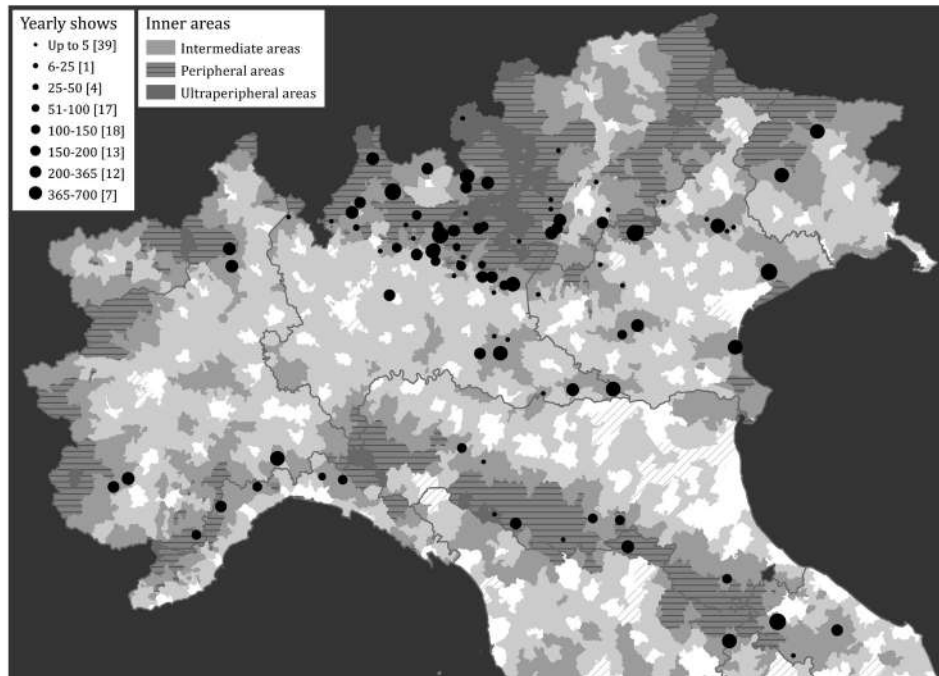 Yearly shows
Up to 5 [39]
6-25 [1]
25-50 [4]
51-100 [17]
100-150 [18]
150-200 [13]
200-365 [12]
365-700 [7]
Inner areas
Intermediate areas
Peripheral areas
Ultraperipheral areas